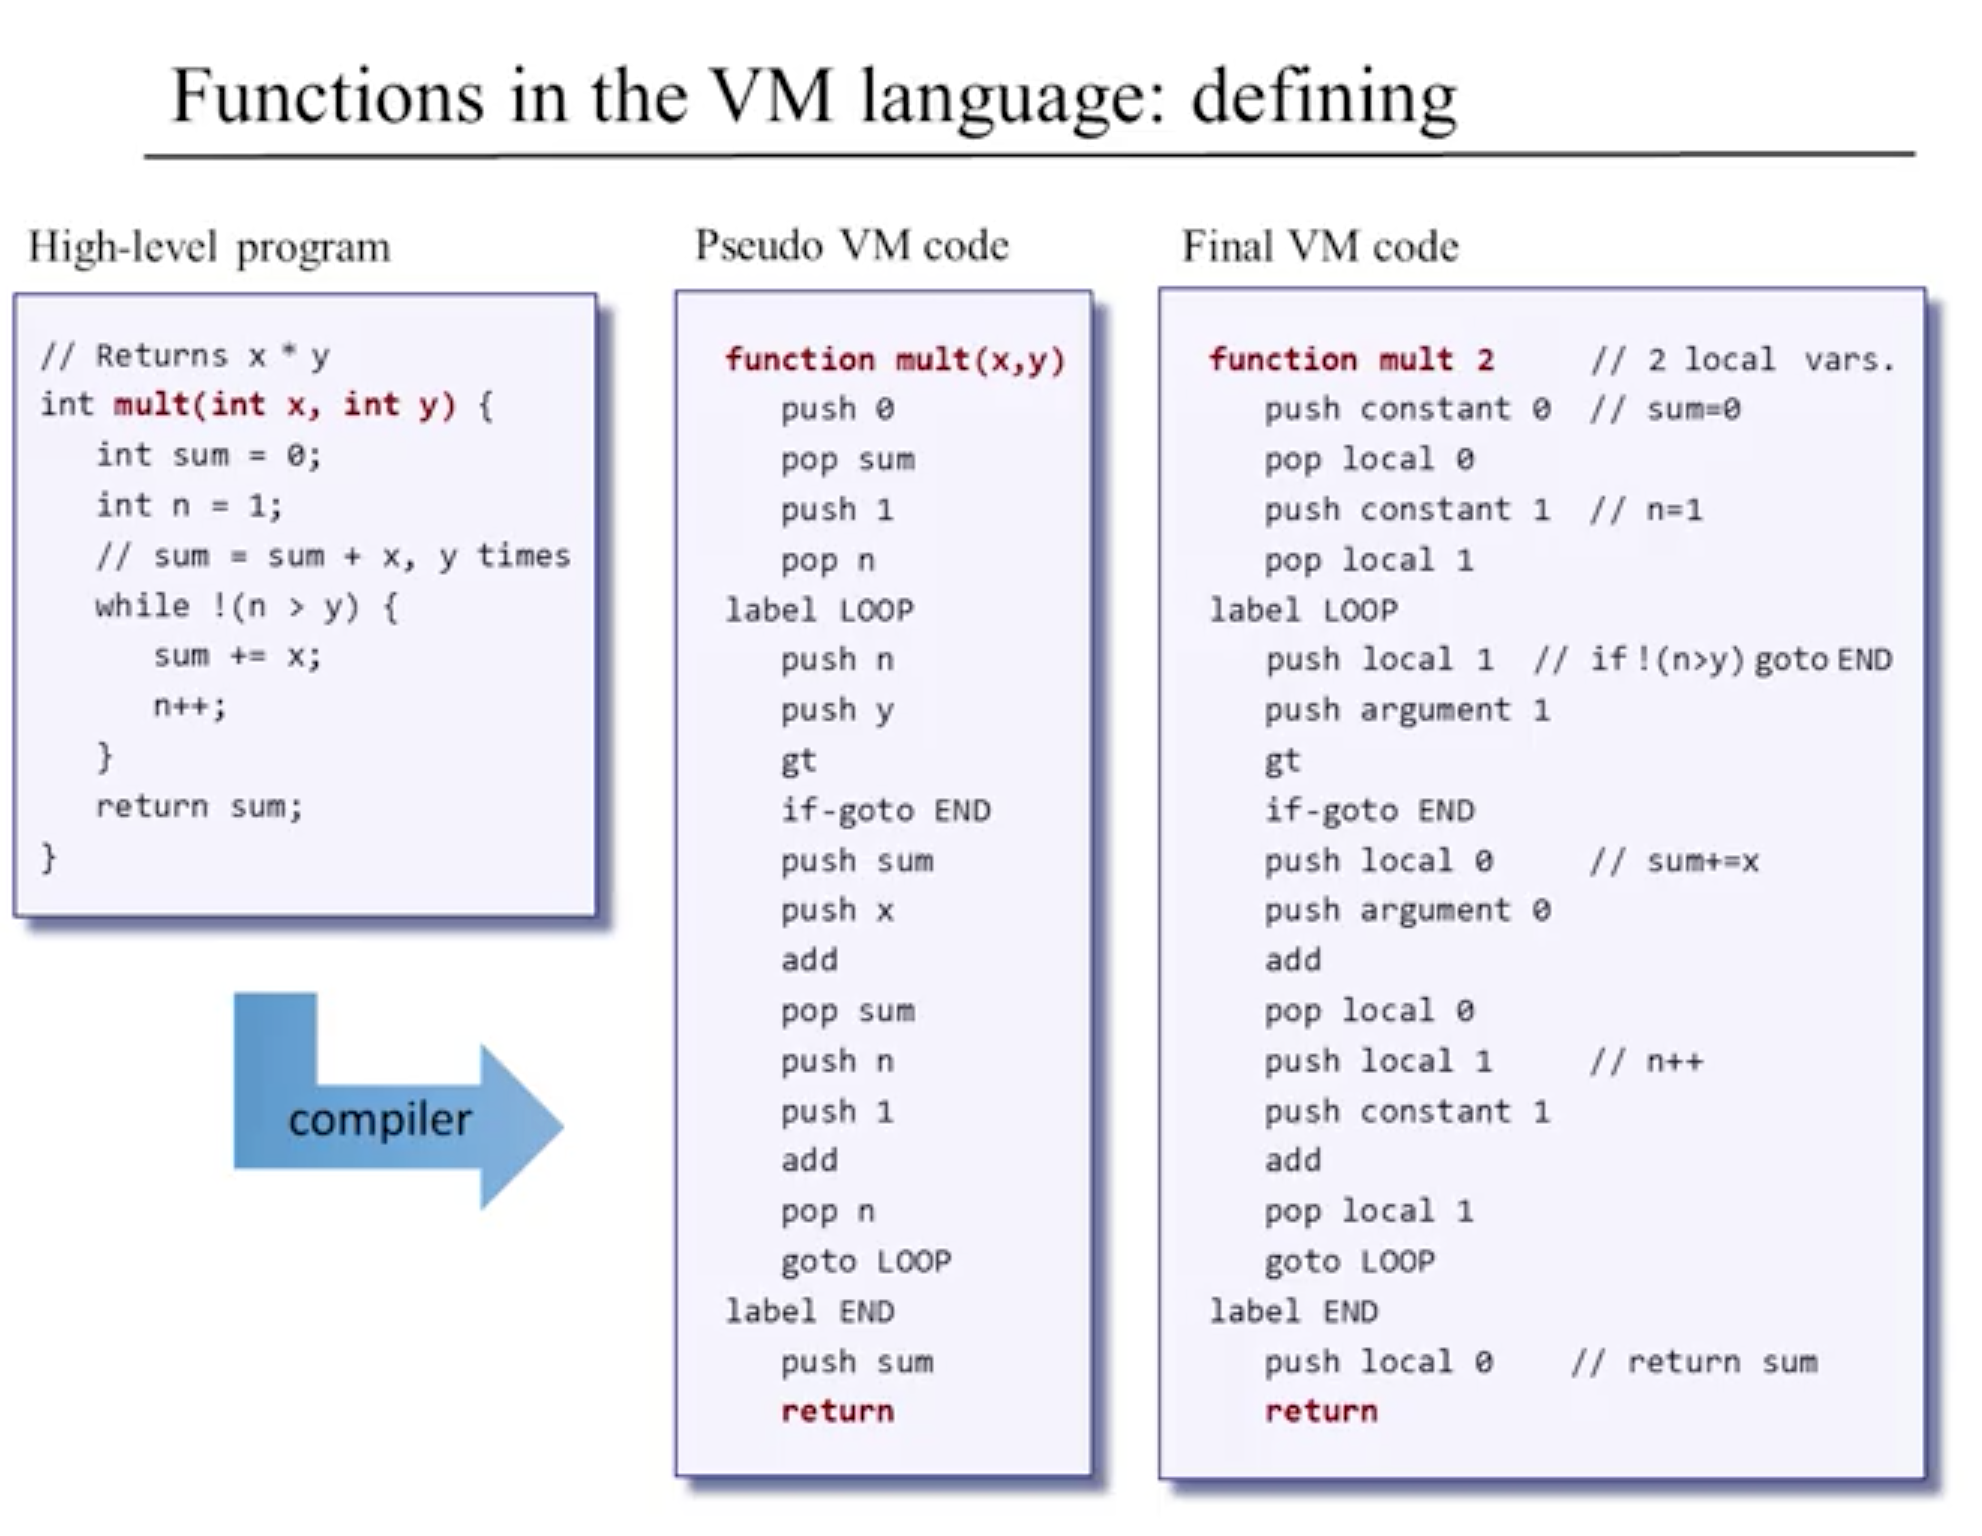 Functions in the VM language: defining
High-level program
// Returns x * y
int mult(int x, int y) {
   int sum = 0;
   int n = 1;
   // sum = sum + x, y times
   while !(n > y) {
      sum += x;
      n++;
   }
   return sum;
}
compiler
Pseudo VM code
function mult(x,y)
   push 0
   pop sum
   push 1
   pop n
label LOOP
   push n
   push y
   gt
   if-goto END
   push sum
   push x
   add
   pop sum
   push n
   push 1
   add
   pop n
   goto LOOP
label END
   push sum
   return
Final VM code
function mult 2     // 2 local vars.
   push constant 0  // sum=0
   pop local 0
   push constant 1  // n=1
   pop local 1
label LOOP
   push local 1  // if !(n>y) goto END
   push argument 1
   gt
   if-goto END
   push local 0     // sum+=x
   push argument 0
   add
   pop local 0
   push local 1     // n++
   push constant 1
   add
   pop local 1
   goto LOOP
label END
   push local 0    // return sum
   return